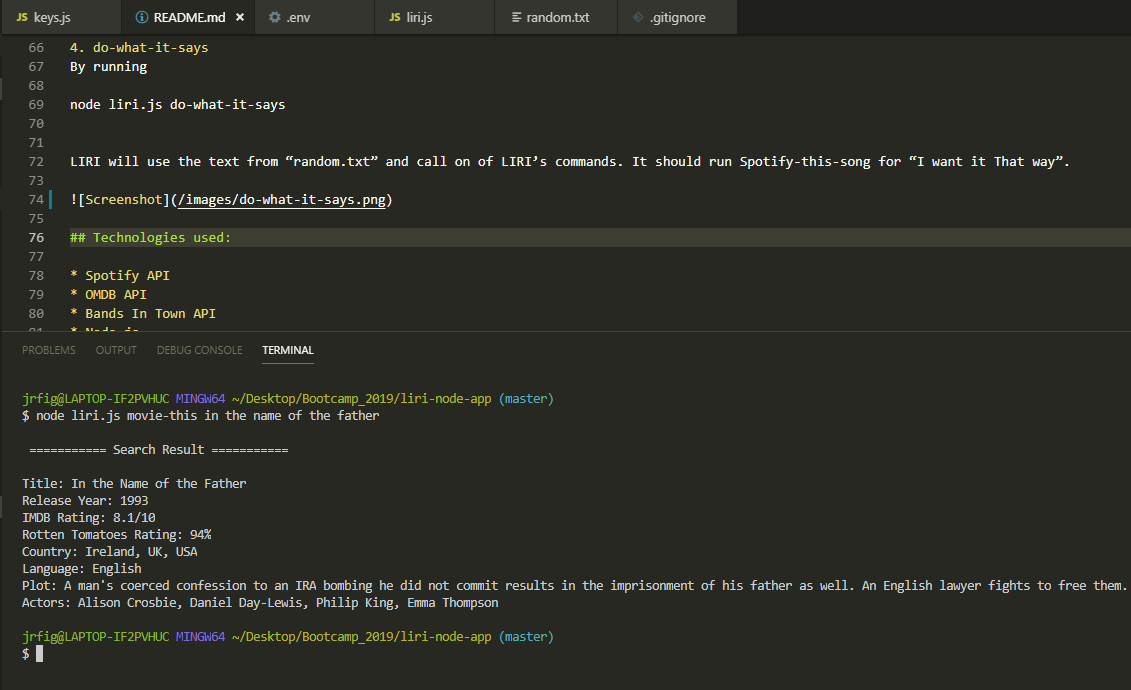 JS keys.js README.md × .env JS liri.js random.txt .gitignore
66 4. do-what-it-says
67 By running
68
69 node liri.js do-what-it-says
70
71
72 LIRI will use the text from “random.txt” and call on of LIRI’s commands. It should run Spotify-this-song for “I want it That way”.
73
74 ![Screenshot](/images/do-what-it-says.png)
75
76 ## Technologies used:
77
78 * Spotify API
79 * OMDB API
80 * Bands In Town API
81 * Node.js
PROBLEMS OUTPUT DEBUG CONSOLE TERMINAL
jrfig@LAPTOP-IF2PVHUC MINGW64 ~/Desktop/Bootcamp_2019/liri-node-app (master)
$ node liri.js movie-this in the name of the father
=========== Search Result ===========
Title: In the Name of the Father
Release Year: 1993
IMDB Rating: 8.1/10
Rotten Tomatoes Rating: 94%
Country: Ireland, UK, USA
Language: English
Plot: A man's coerced confession to an IRA bombing he did not commit results in the imprisonment of his father as well. An English lawyer fights to free them.
Actors: Alison Crosbie, Daniel Day-Lewis, Philip King, Emma Thompson
jrfig@LAPTOP-IF2PVHUC MINGW64 ~/Desktop/Bootcamp_2019/liri-node-app (master)
$